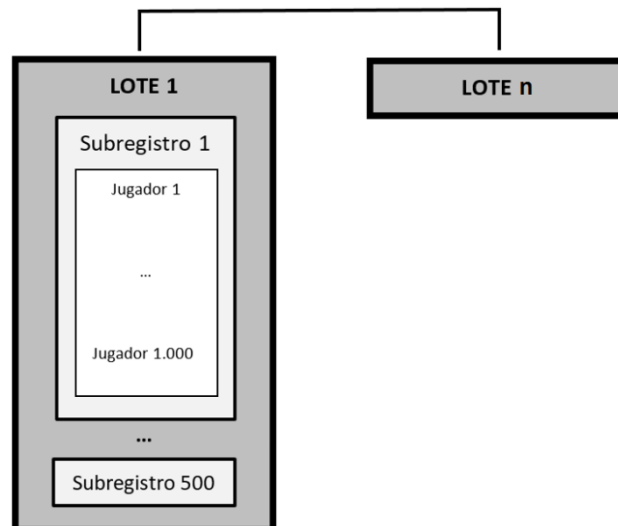 LOTE 1
Subregistro 1
Jugador 1
...
Jugador 1.000
...
Subregistro 500
LOTE n